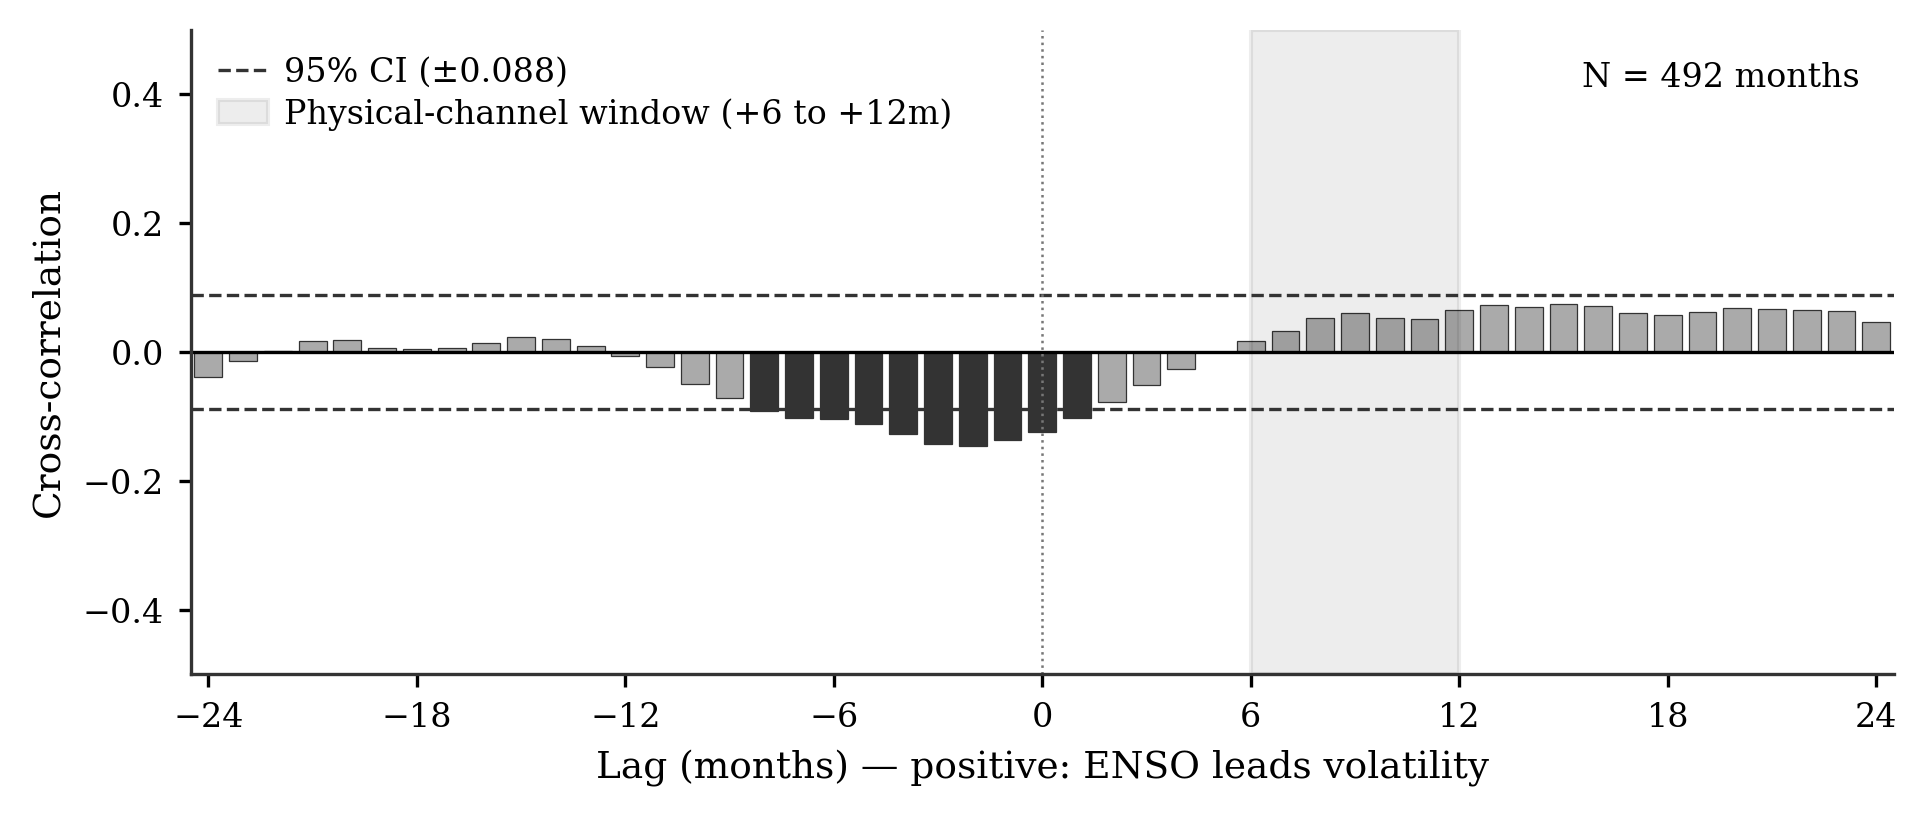 95% CI (±0.088)
Physical-channel window (+6 to +12m)
N = 492 months
Cross-correlation
0.4
0.2
0.0
−0.2
−0.4
−24
−18
−12
−6
0
6
12
18
24
Lag (months) — positive: ENSO leads volatility